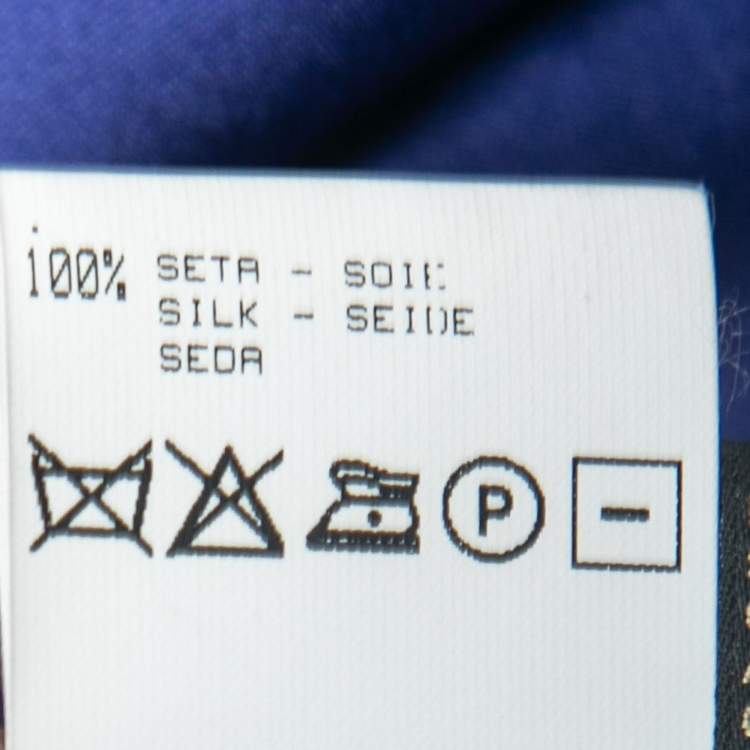 100% SETA - SOIE
SILK - SEIDE
SEDA
P